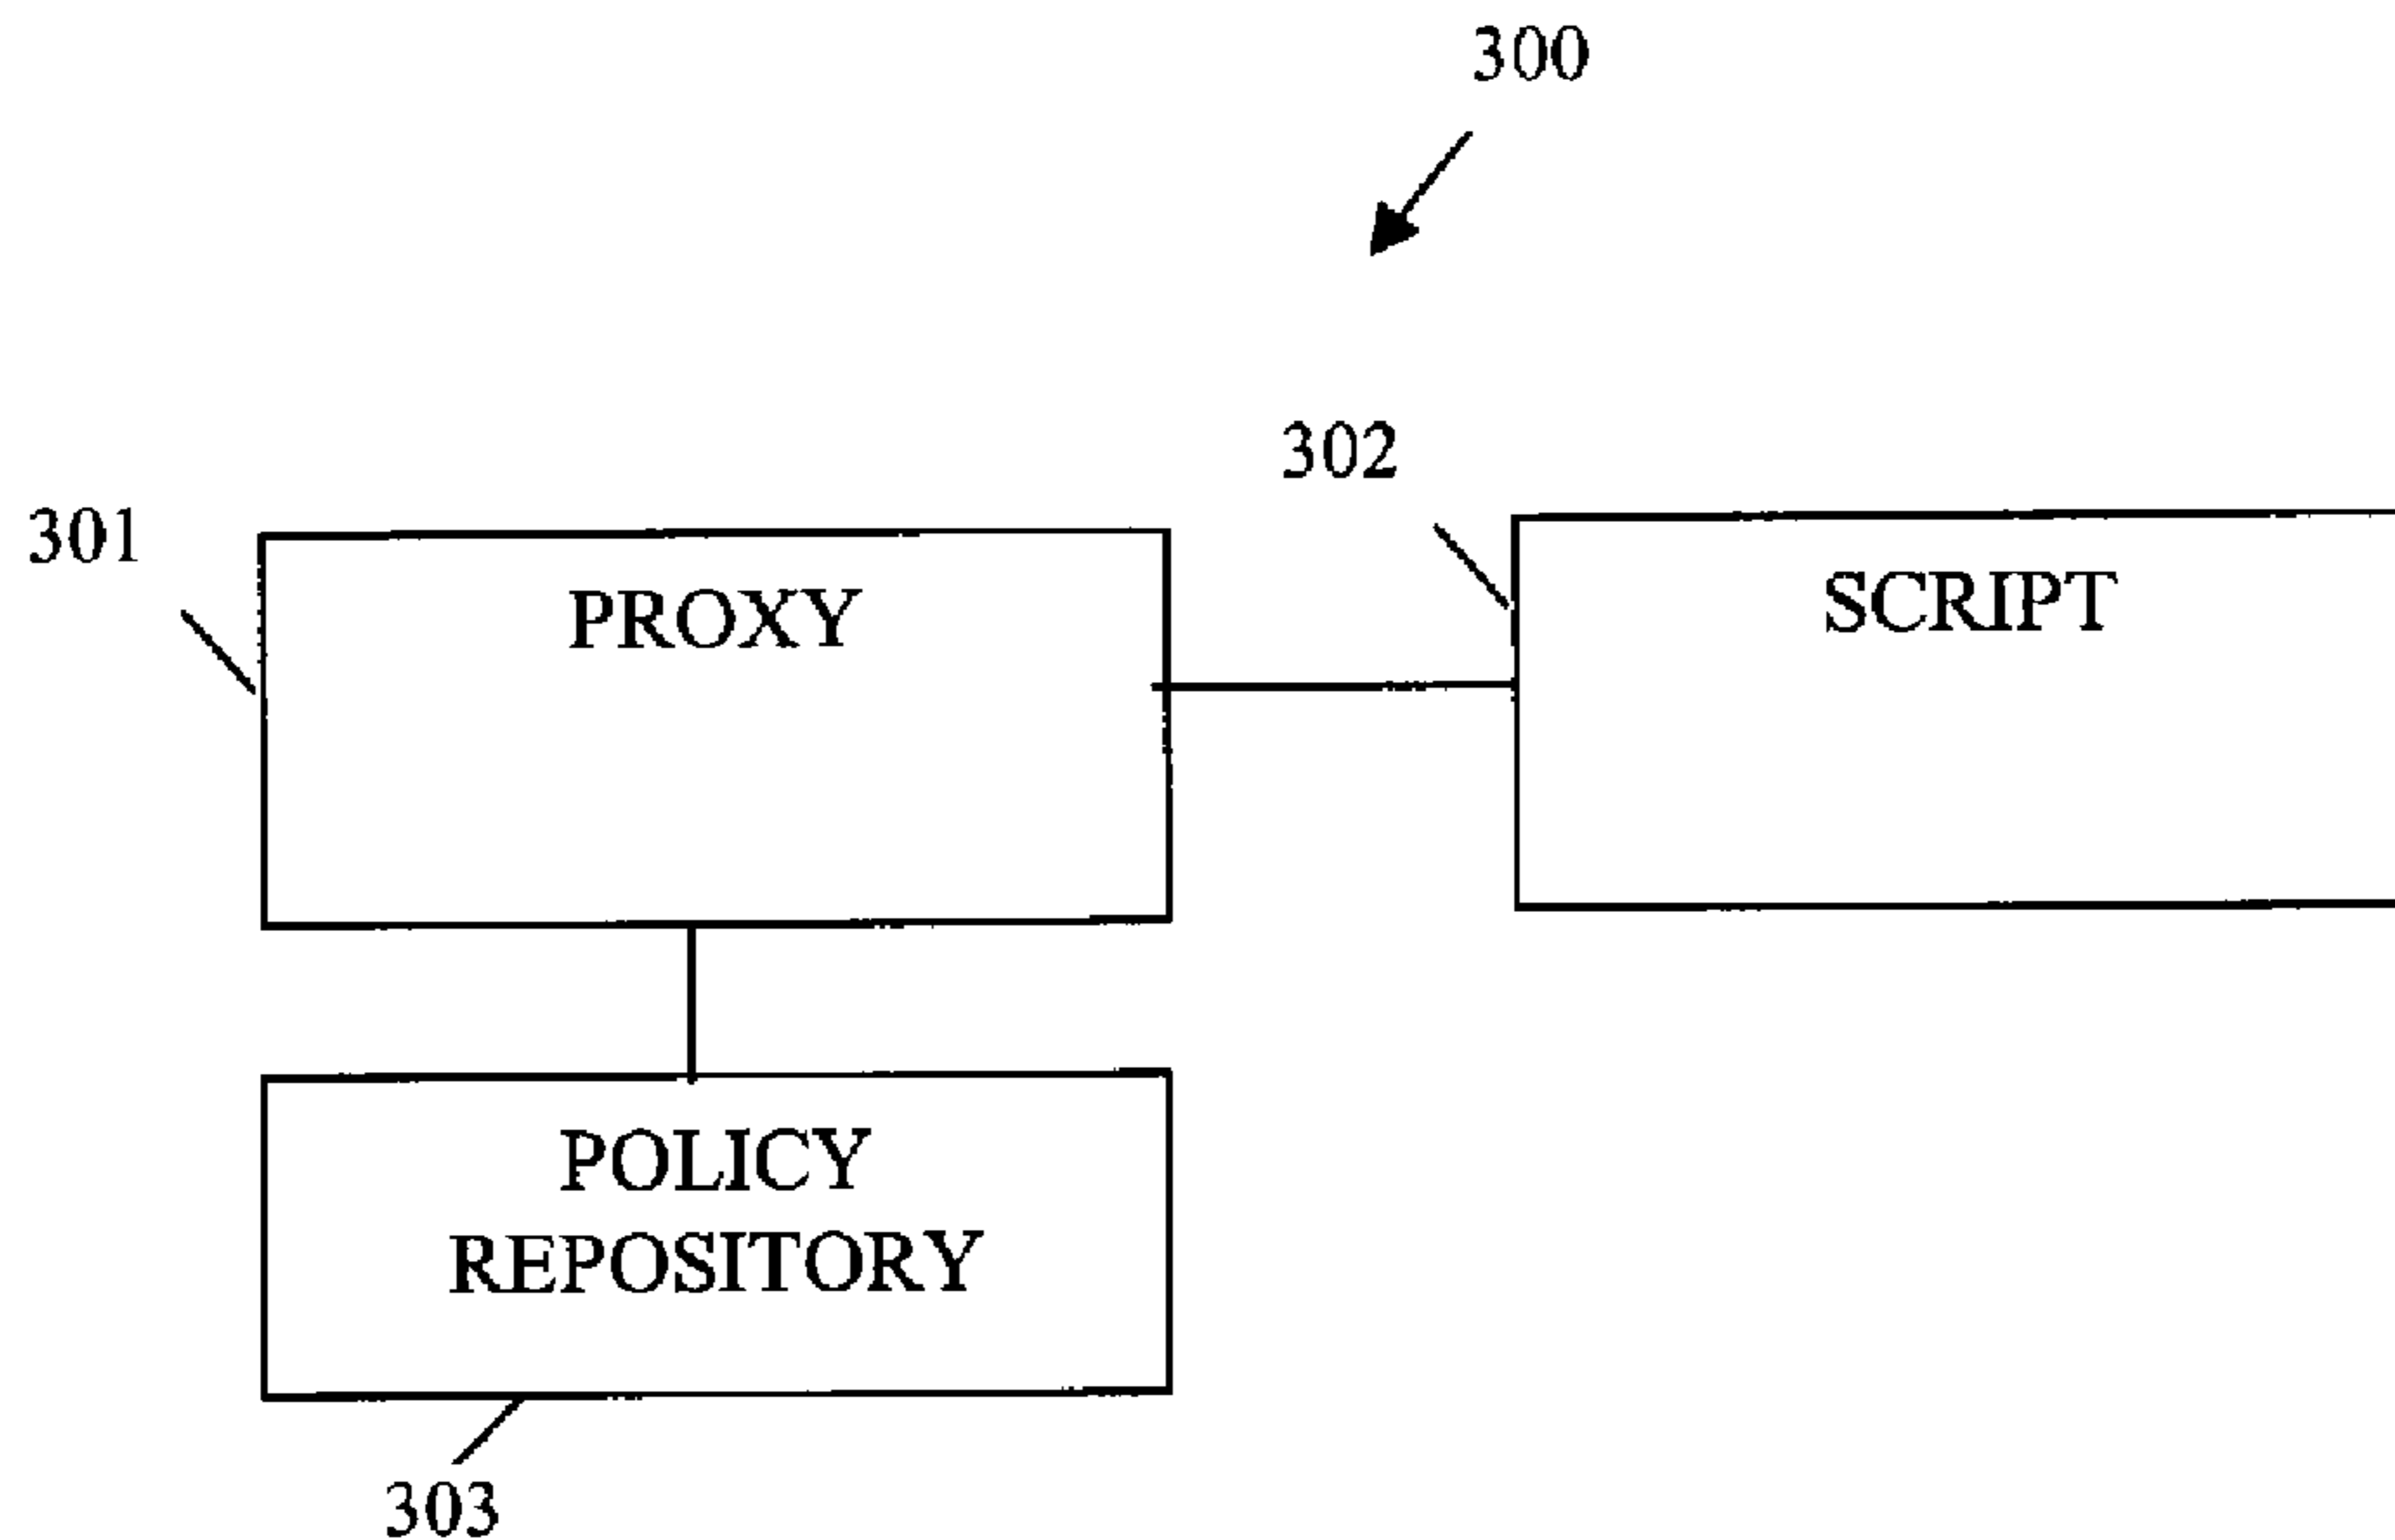 300
302
301
PROXY
SCRIPT
POLICY
REPOSITORY
303